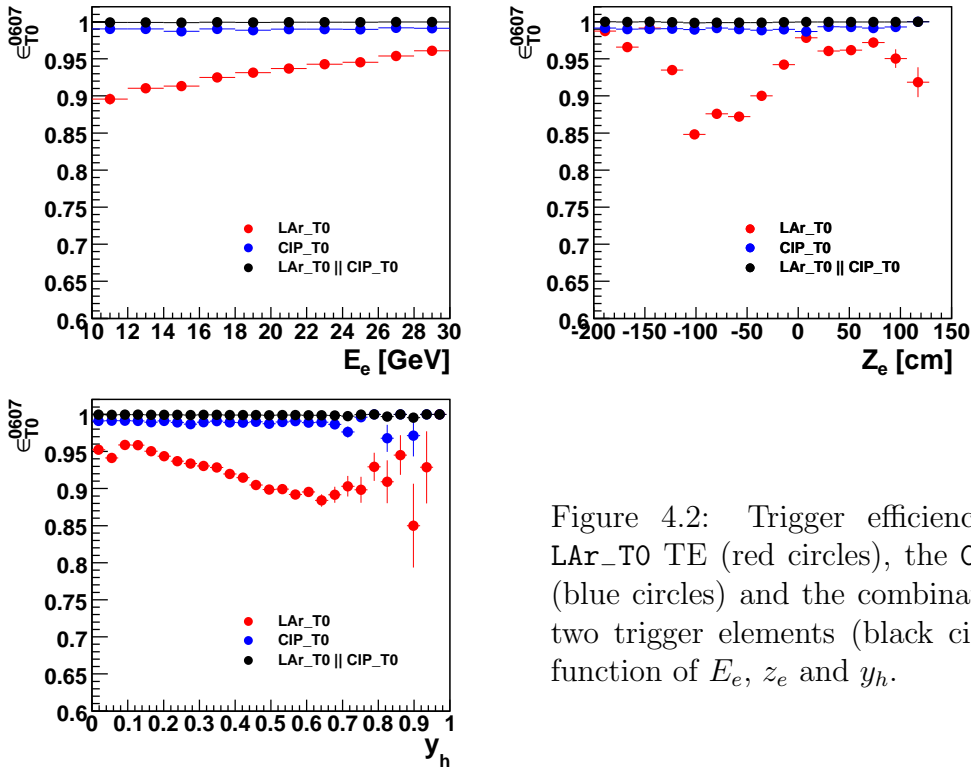 ∈ 0607 T0
1
0.95
0.9
0.85
0.8
0.75
0.7
0.65
0.6
LAr_T0
CIP_T0
LAr_T0 || CIP_T0
10 12 14 16 18 20 22 24 26 28 30
E_e [GeV]
∈ 0607 T0
1
0.95
0.9
0.85
0.8
0.75
0.7
0.65
0.6
LAr_T0
CIP_T0
LAr_T0 || CIP_T0
-200 -150 -100 -50 0 50 100 150
Z_e [cm]
∈ 0607 T0
1
0.95
0.9
0.85
0.8
0.75
0.7
0.65
0.6
LAr_T0
CIP_T0
LAr_T0 || CIP_T0
0 0.1 0.2 0.3 0.4 0.5 0.6 0.7 0.8 0.9 1
y_h
Figure 4.2: Trigger efficienc
LAr_T0 TE (red circles), the C
(blue circles) and the combina
two trigger elements (black ci
function of E_e, z_e and y_h.